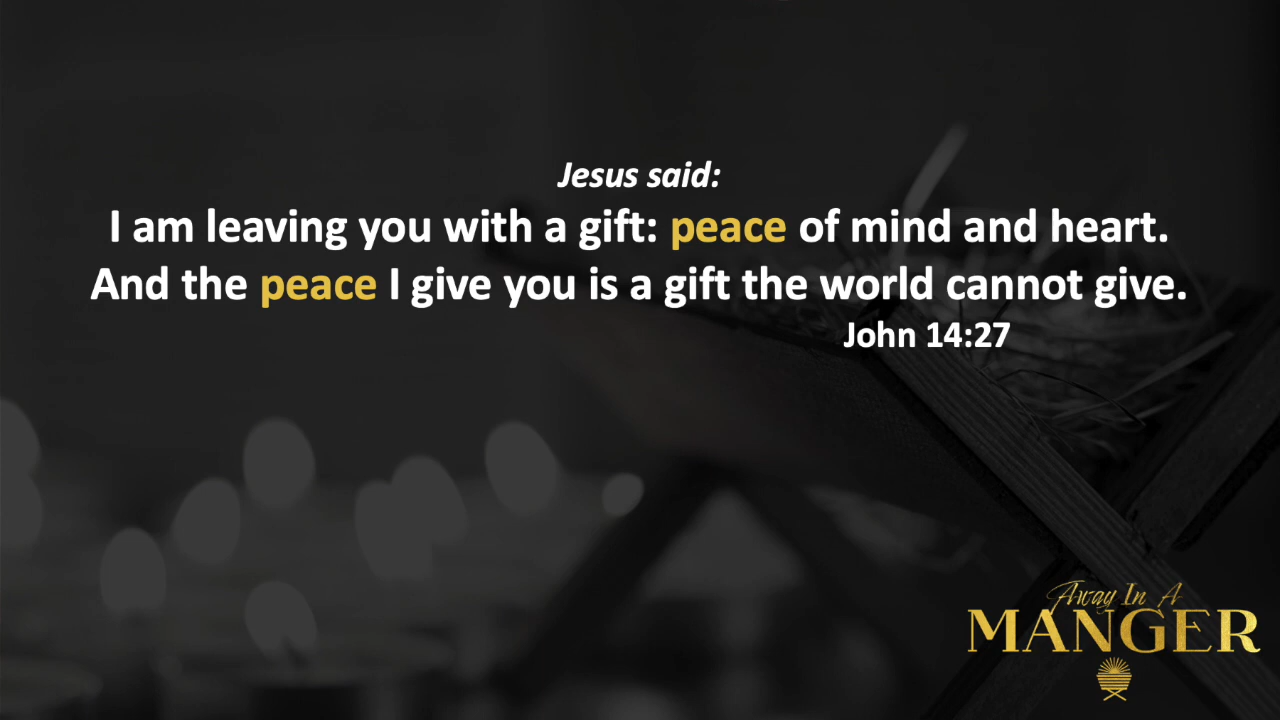 Jesus said:
I am leaving you with a gift: peace of mind and heart.
And the peace I give you is a gift the world cannot give.
John 14:27
Away In A
MANGER